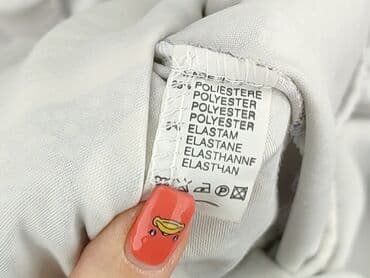 POLIESTERE
POLYESTER
POLYESTER
POLYESTER
ELASTAM
ELASTANE
ELASTHANNE
ELASTHAN